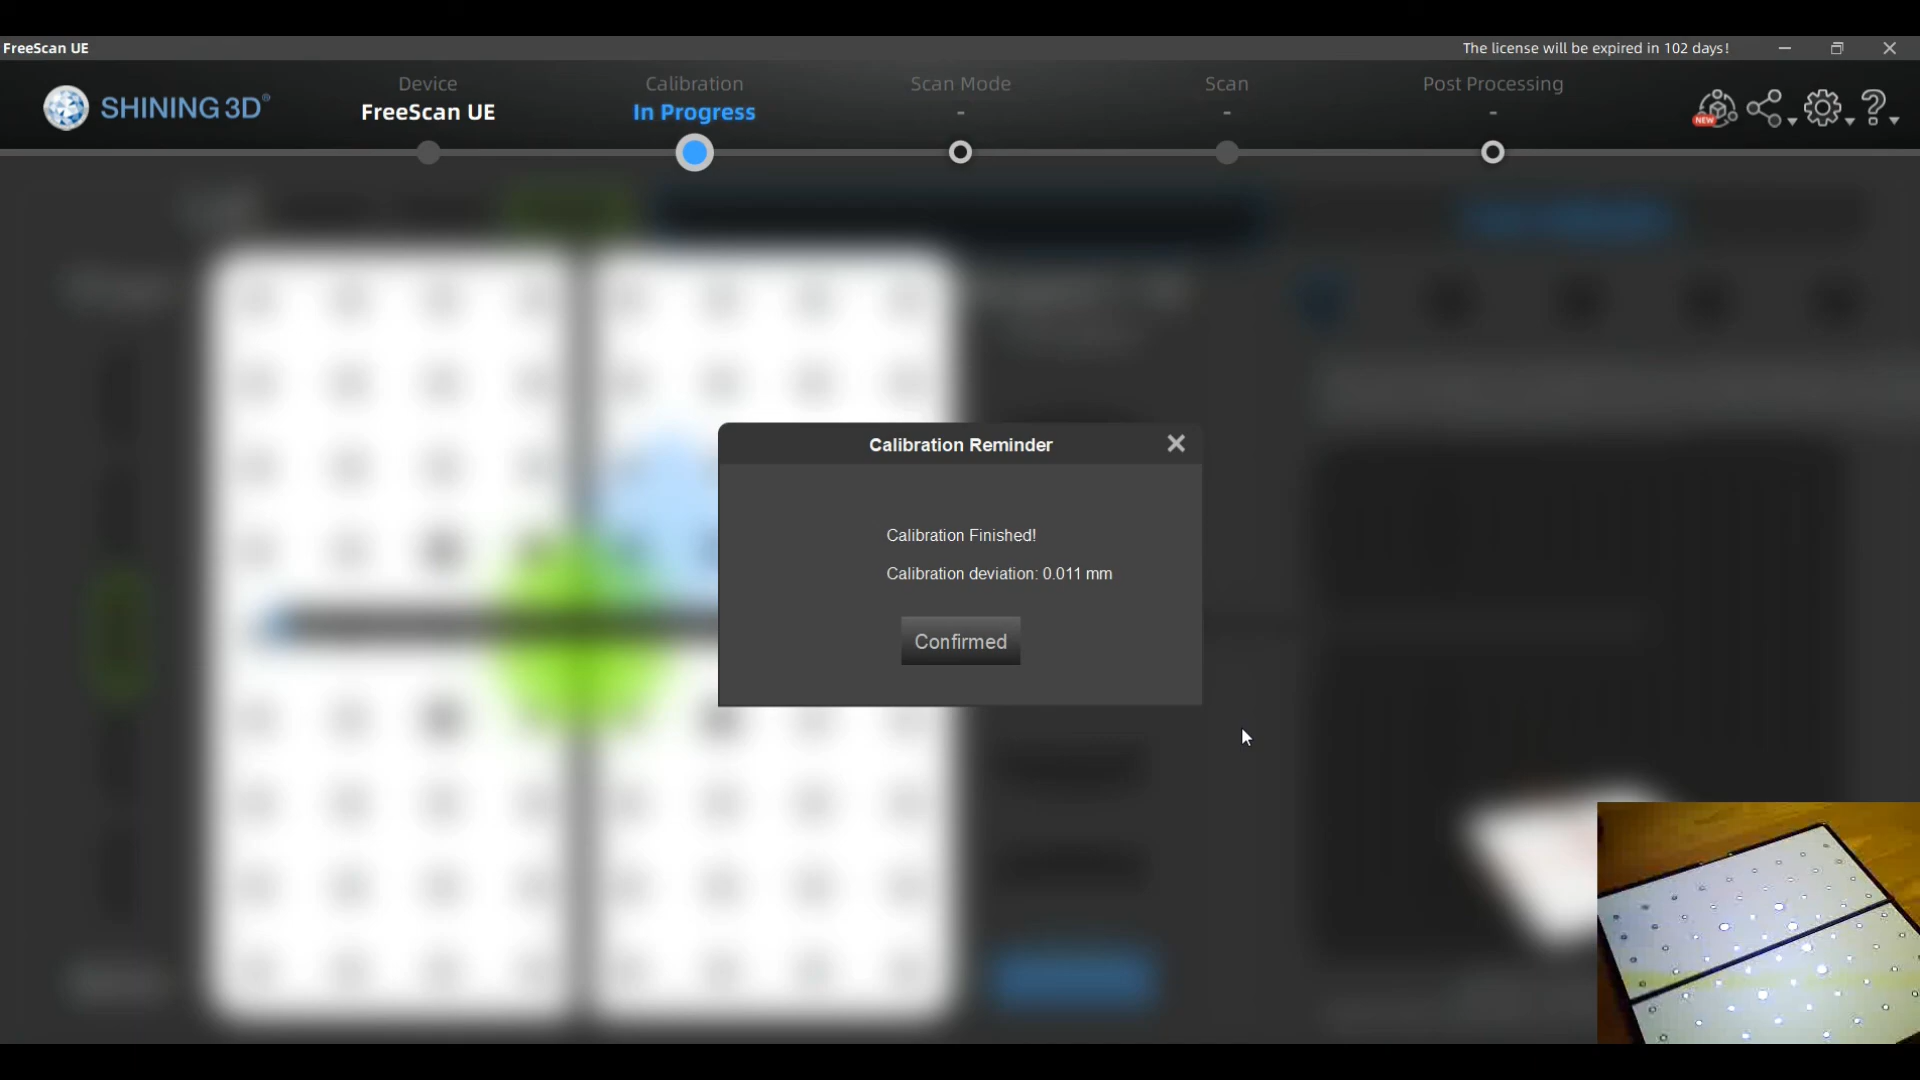 FreeScan UE
The license will be expired in 102 days!
SHINING 3D®
Device
FreeScan UE
Calibration
In Progress
Scan Mode
-
Scan
-
Post Processing
-
NEW
Calibration Reminder
Calibration Finished!
Calibration deviation: 0.011 mm
Confirmed